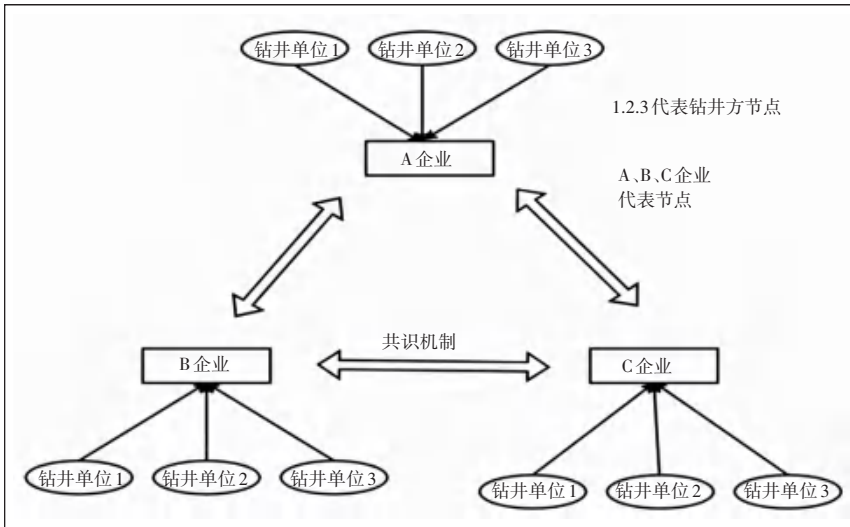 钻井单位1
钻井单位2
钻井单位3
1.2.3代表钻井方节点
A企业
A、B、C企业
代表节点
共识机制
B企业
C企业
钻井单位1
钻井单位2
钻井单位3
钻井单位1
钻井单位2
钻井单位3